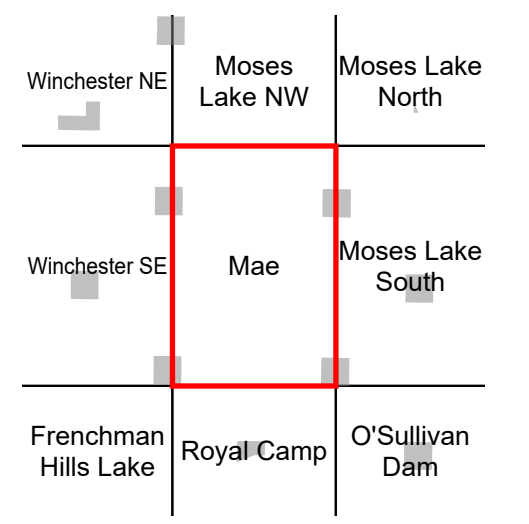 Winchester NE
Moses
Lake NW
Moses Lake
North
Winchester SE
Mae
Moses Lake
South
Frenchman
Hills Lake
Royal Camp
O'Sullivan
Dam